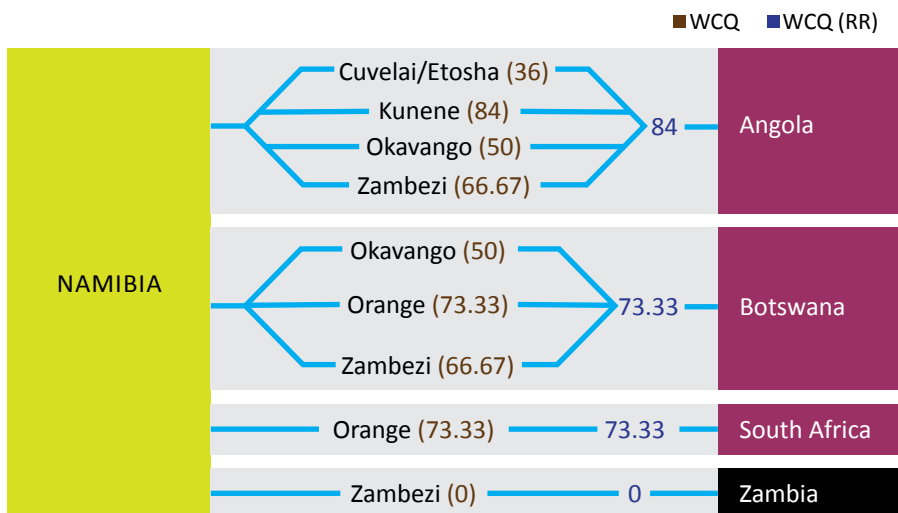 WCQ WCQ (RR)
NAMIBIA
Cuvelai/Etosha (36)
Kunene (84)
Okavango (50)
Zambezi (66.67)
84
Angola
Okavango (50)
Orange (73.33)
Zambezi (66.67)
73.33
Botswana
Orange (73.33)
73.33
South Africa
Zambezi (0)
0
Zambia